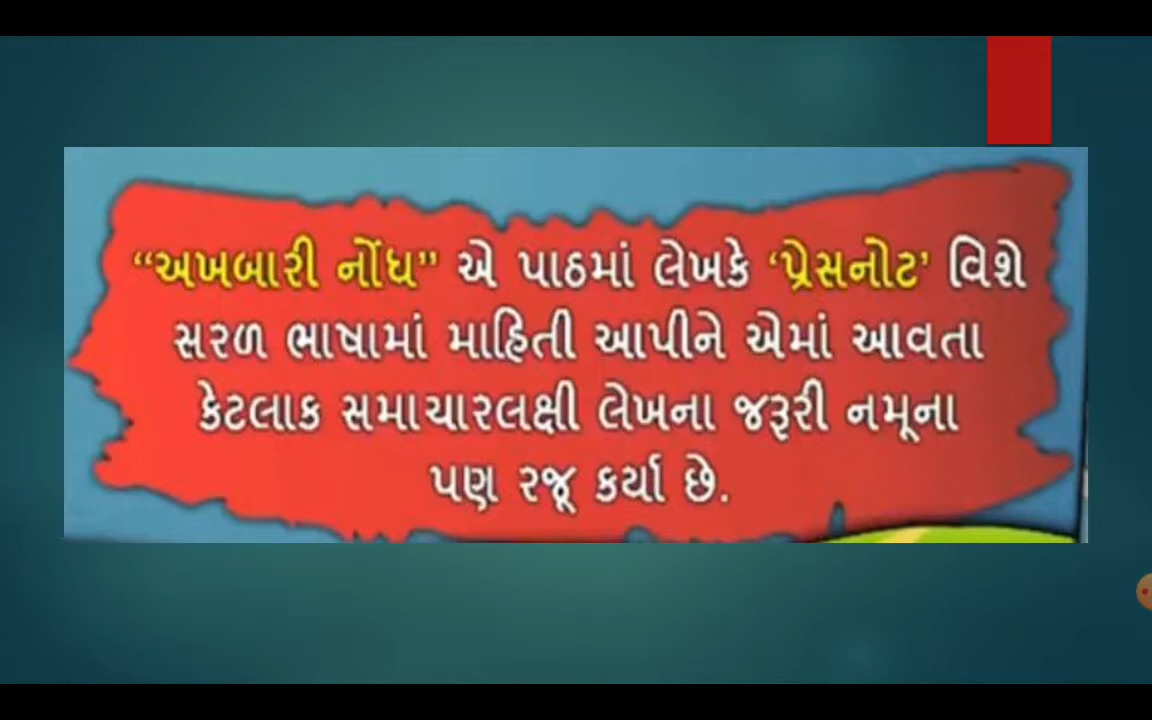 “અખબારી નોંધ” એ પાઠમાં લેખકે ‘પ્રેસનોટ’ વિશે
સરળ ભાષામાં માહિતી આપીને એમાં આવતા
કેટલાક સમાચારલક્ષી લેખના જરૂરી નમૂના
પણ રજૂ કર્યા છે.